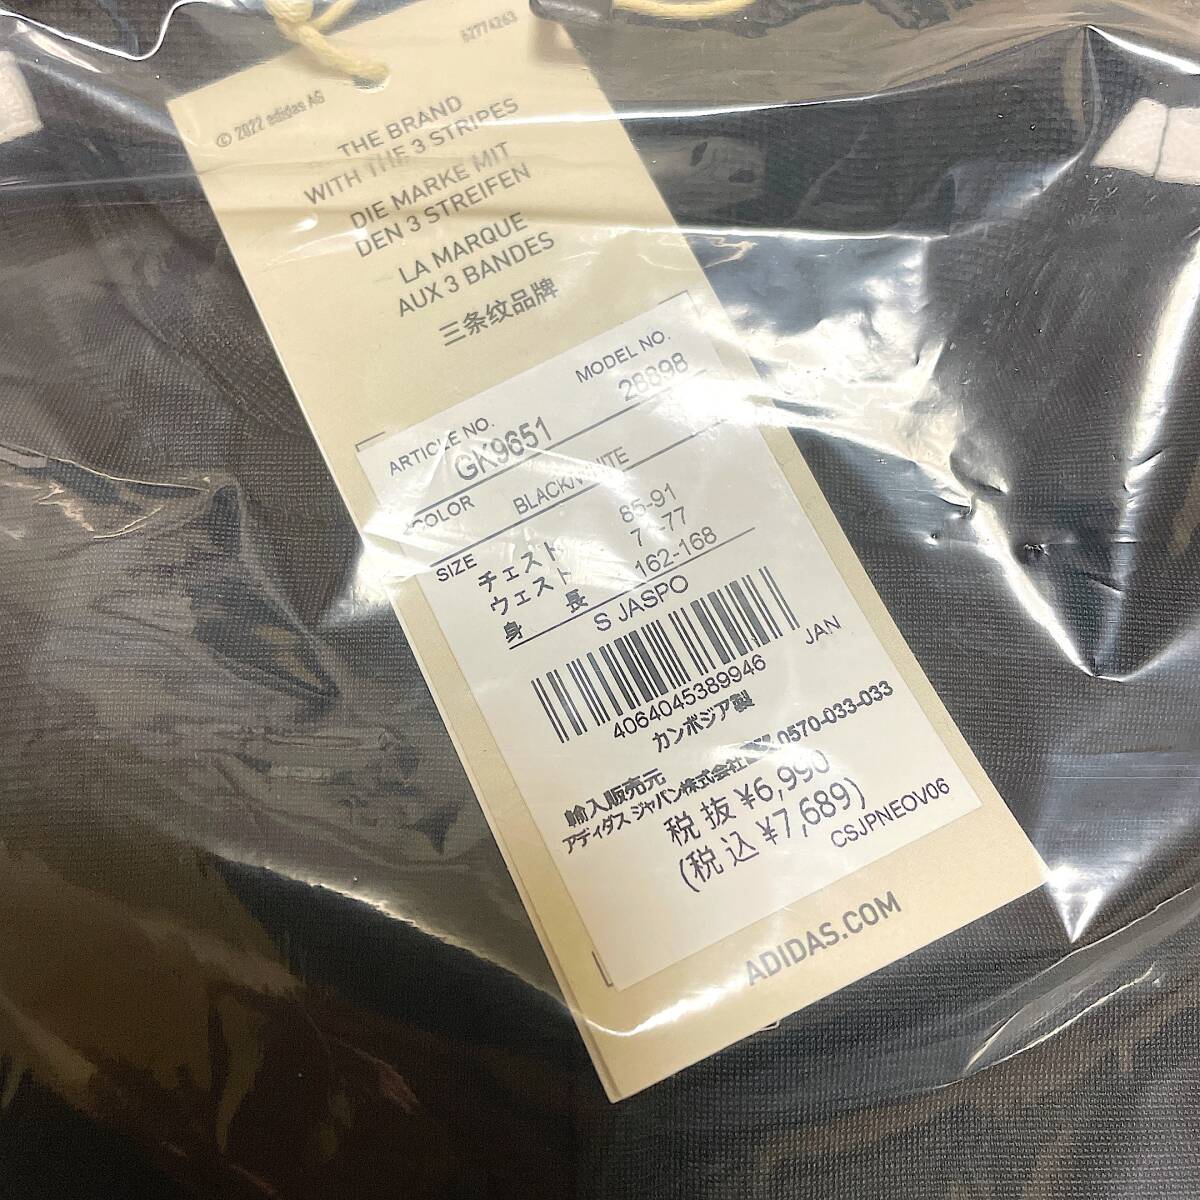 62774263
© 2022 adidas AG
THE BRAND
WITH THE 3 STRIPES
DIE MARKE MIT
DEN 3 STREIFEN
LA MARQUE
AUX 3 BANDES
三条纹品牌
ARTICLE NO. MODEL NO.
GK9651 28898
COLOR
SIZE チェスト 85-91
ウェスト
身長 162-168
S JASPO
JAN
4064045389946
カンボジア製
輸入販売元
アディダス ジャパン株式会社 0570-033-033
税抜 ¥6,990
(税込 ¥7,689)
CSJPNEOV06
ADIDAS.COM